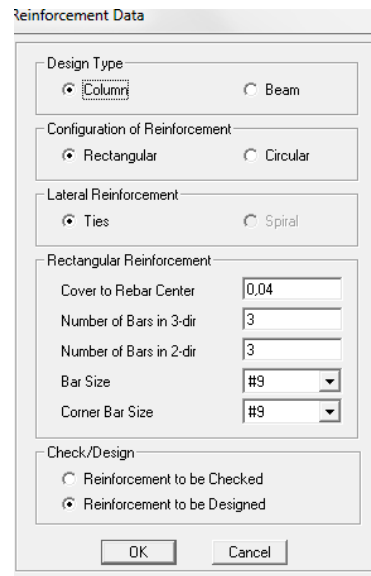 Reinforcement Data
Design Type
Column Beam
Configuration of Reinforcement
Rectangular Circular
Lateral Reinforcement
Ties Spiral
Rectangular Reinforcement
Cover to Rebar Center 0,04
Number of Bars in 3-dir 3
Number of Bars in 2-dir 3
Bar Size #9
Corner Bar Size #9
Check/Design
Reinforcement to be Checked
Reinforcement to be Designed
OK Cancel